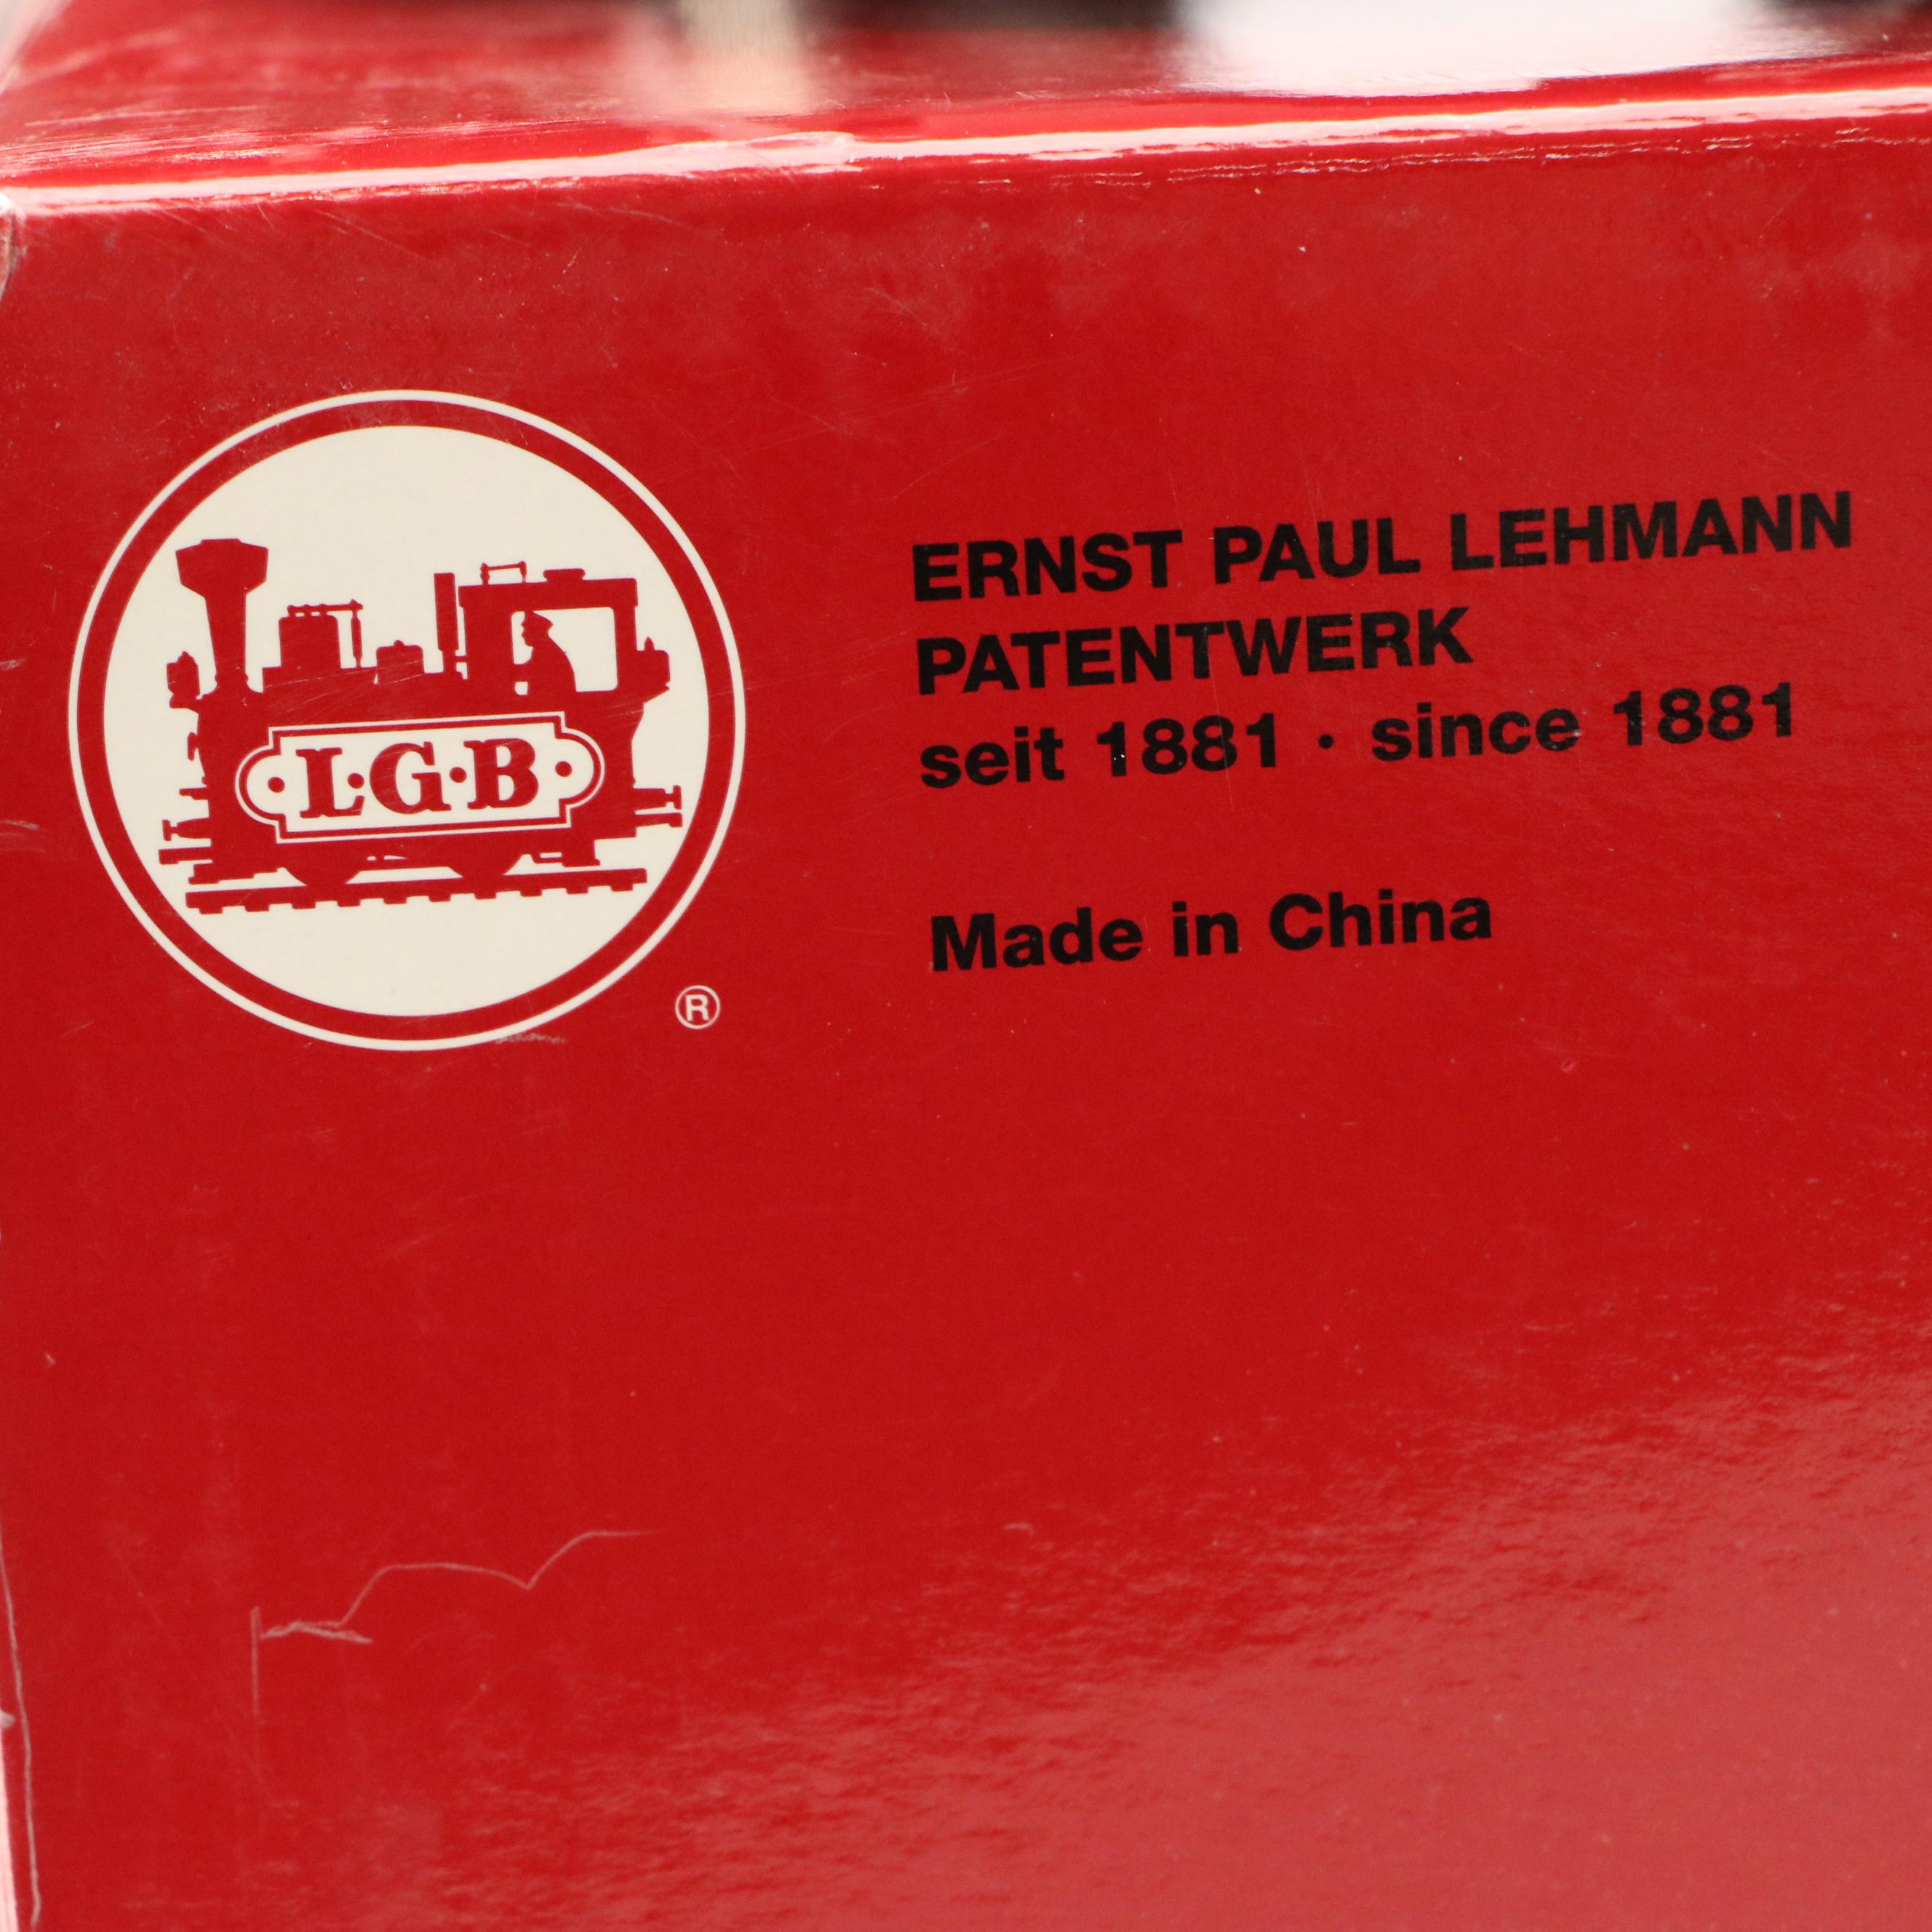 L·G·B
®
ERNST PAUL LEHMANN
PATENTWERK
seit 1881 · since 1881
Made in China